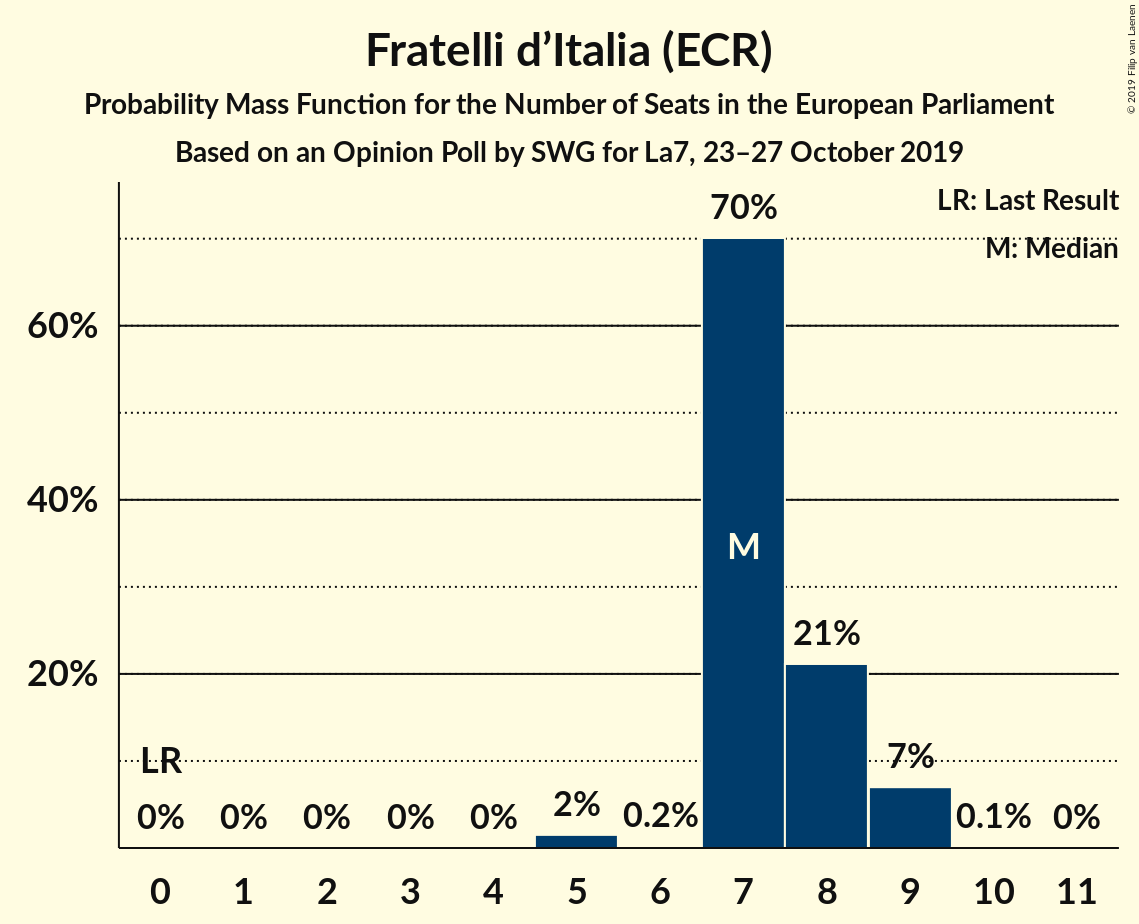 Fratelli d’Italia (ECR)
Probability Mass Function for the Number of Seats in the European Parliament
Based on an Opinion Poll by SWG for La7, 23–27 October 2019
© 2019 Filip van Laenen
LR: Last Result
M: Median
70%
60%
40%
M
21%
20%
LR
7%
0% 0% 0% 0% 0% 2% 0.2% 0.1% 0%
0 1 2 3 4 5 6 7 8 9 10 11